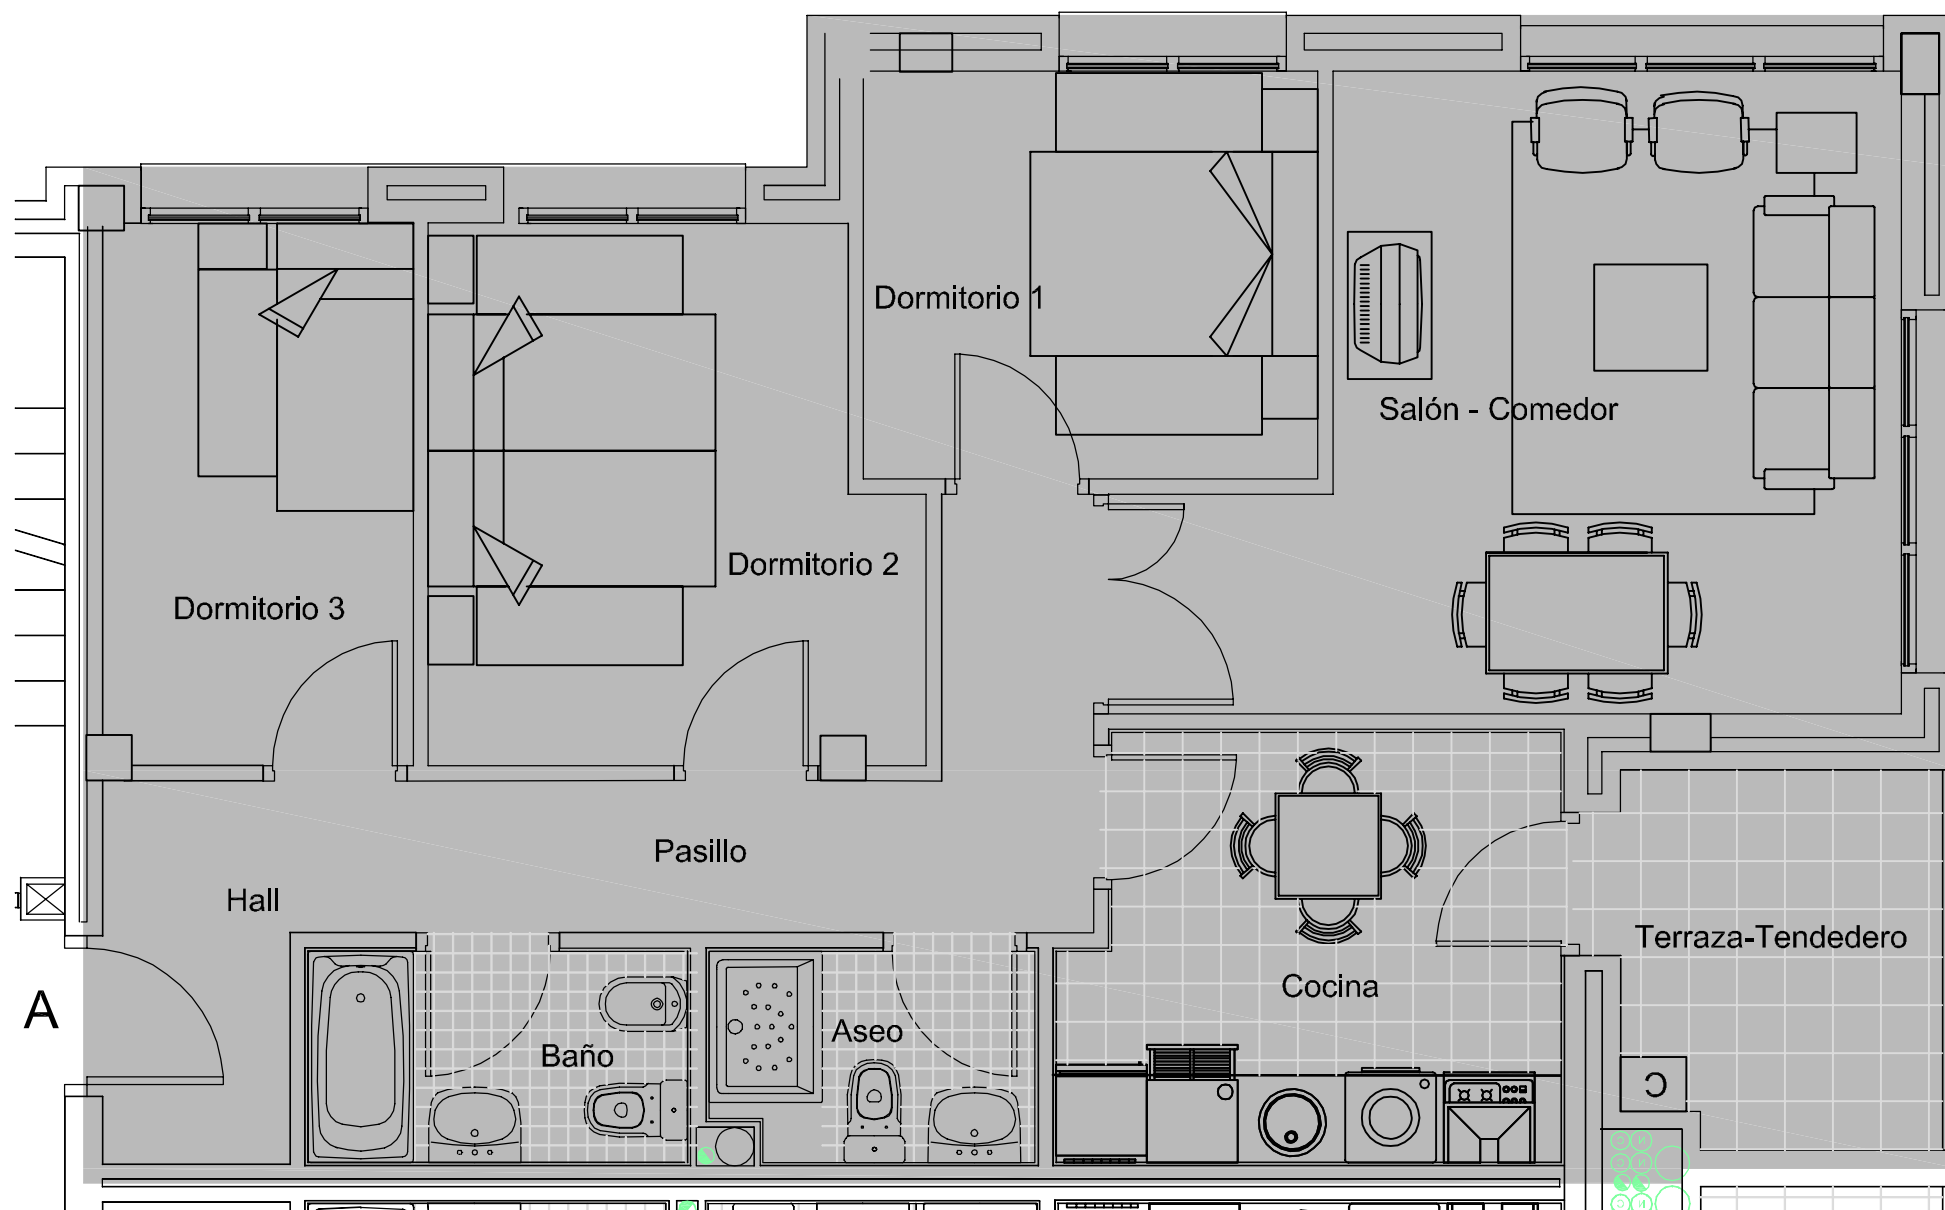 Dormitorio 1
Salón - Comedor
Dormitorio 2
Dormitorio 3
Pasillo
Hall
Terraza-Tendedero
Cocina
A
Aseo
Baño
C